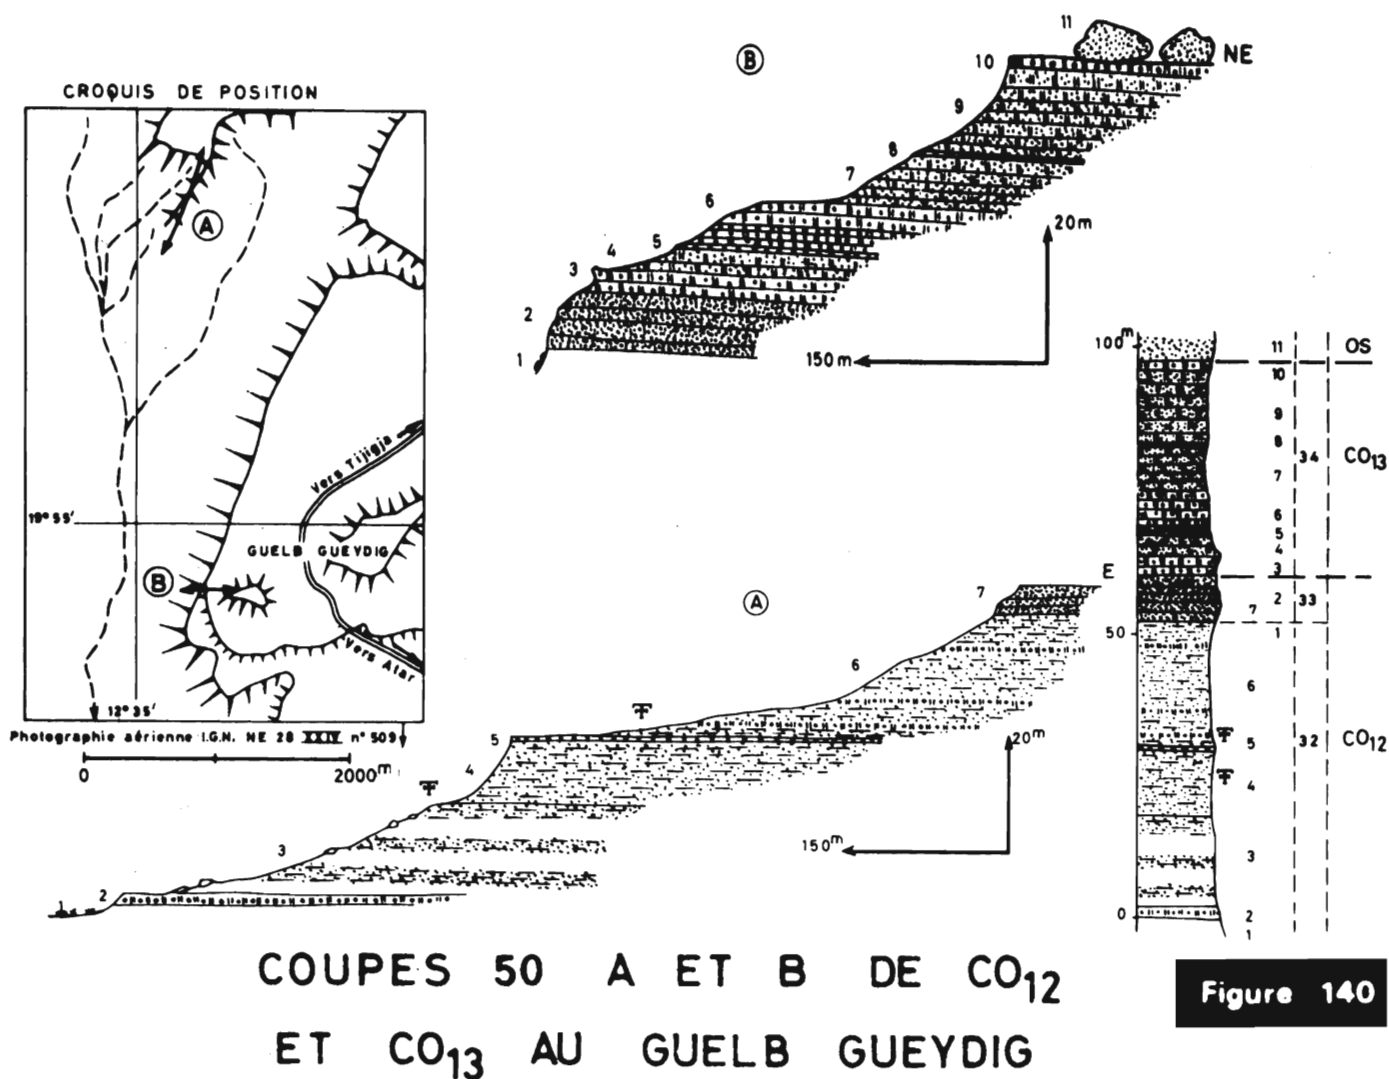 CROQUIS DE POSITION
A
Vers Tijigja
19° 55'
GUELB GUEYDIG
B
Vers Atar
12° 35'
Photographie aérienne I.G.N. NE 28 XXIV n° 509
0
2000m
B
11
NE
10
9
8
7
6
5
4
3
2
1
20m
150m
A
E
7
6
5
4
3
2
1
20m
150m
100m
50
0
11
10
9
8
7
6
5
4
3
2
7
1
6
5
4
3
2
1
34
33
32
OS
CO13
CO12
COUPES 50 A ET B DE CO12
ET CO13 AU GUELB GUEYDIG
Figure 140